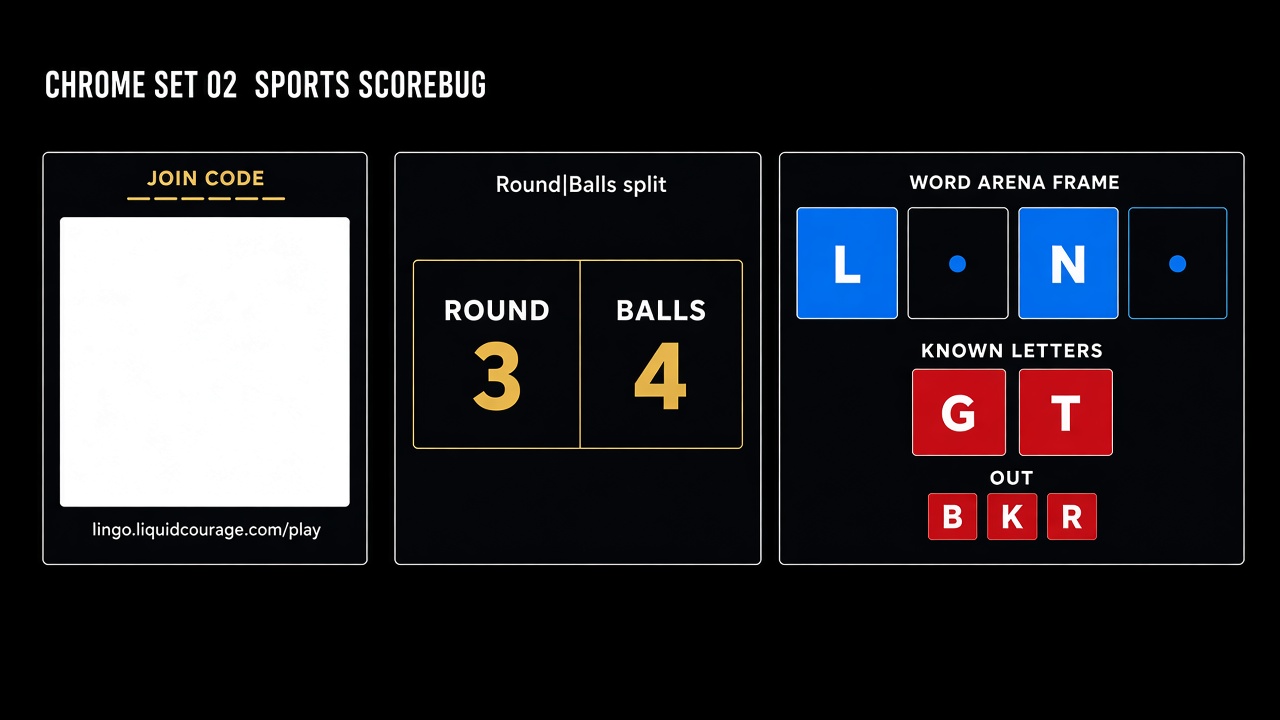 CHROME SET 02 SPORTS SCOREBUG
JOIN CODE
_ _ _ _ _ _
lingo.liquidcourage.com/play
Round|Balls split
ROUND BALLS
3 4
WORD ARENA FRAME
L • N •
KNOWN LETTERS
G T
OUT
B K R